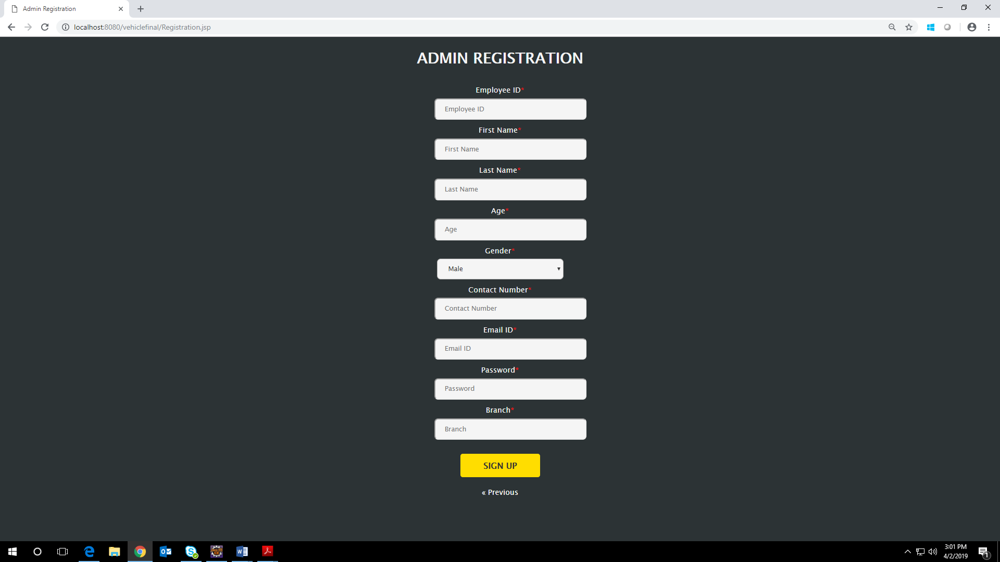 Admin Registration
localhost:8080/vehiclefinal/Registration.jsp
ADMIN REGISTRATION
Employee ID*
Employee ID
First Name*
First Name
Last Name*
Last Name
Age*
Age
Gender*
Male
Contact Number*
Contact Number
Email ID*
Email ID
Password*
Password
Branch*
Branch
SIGN UP
« Previous
3:01 PM
4/2/2019
1